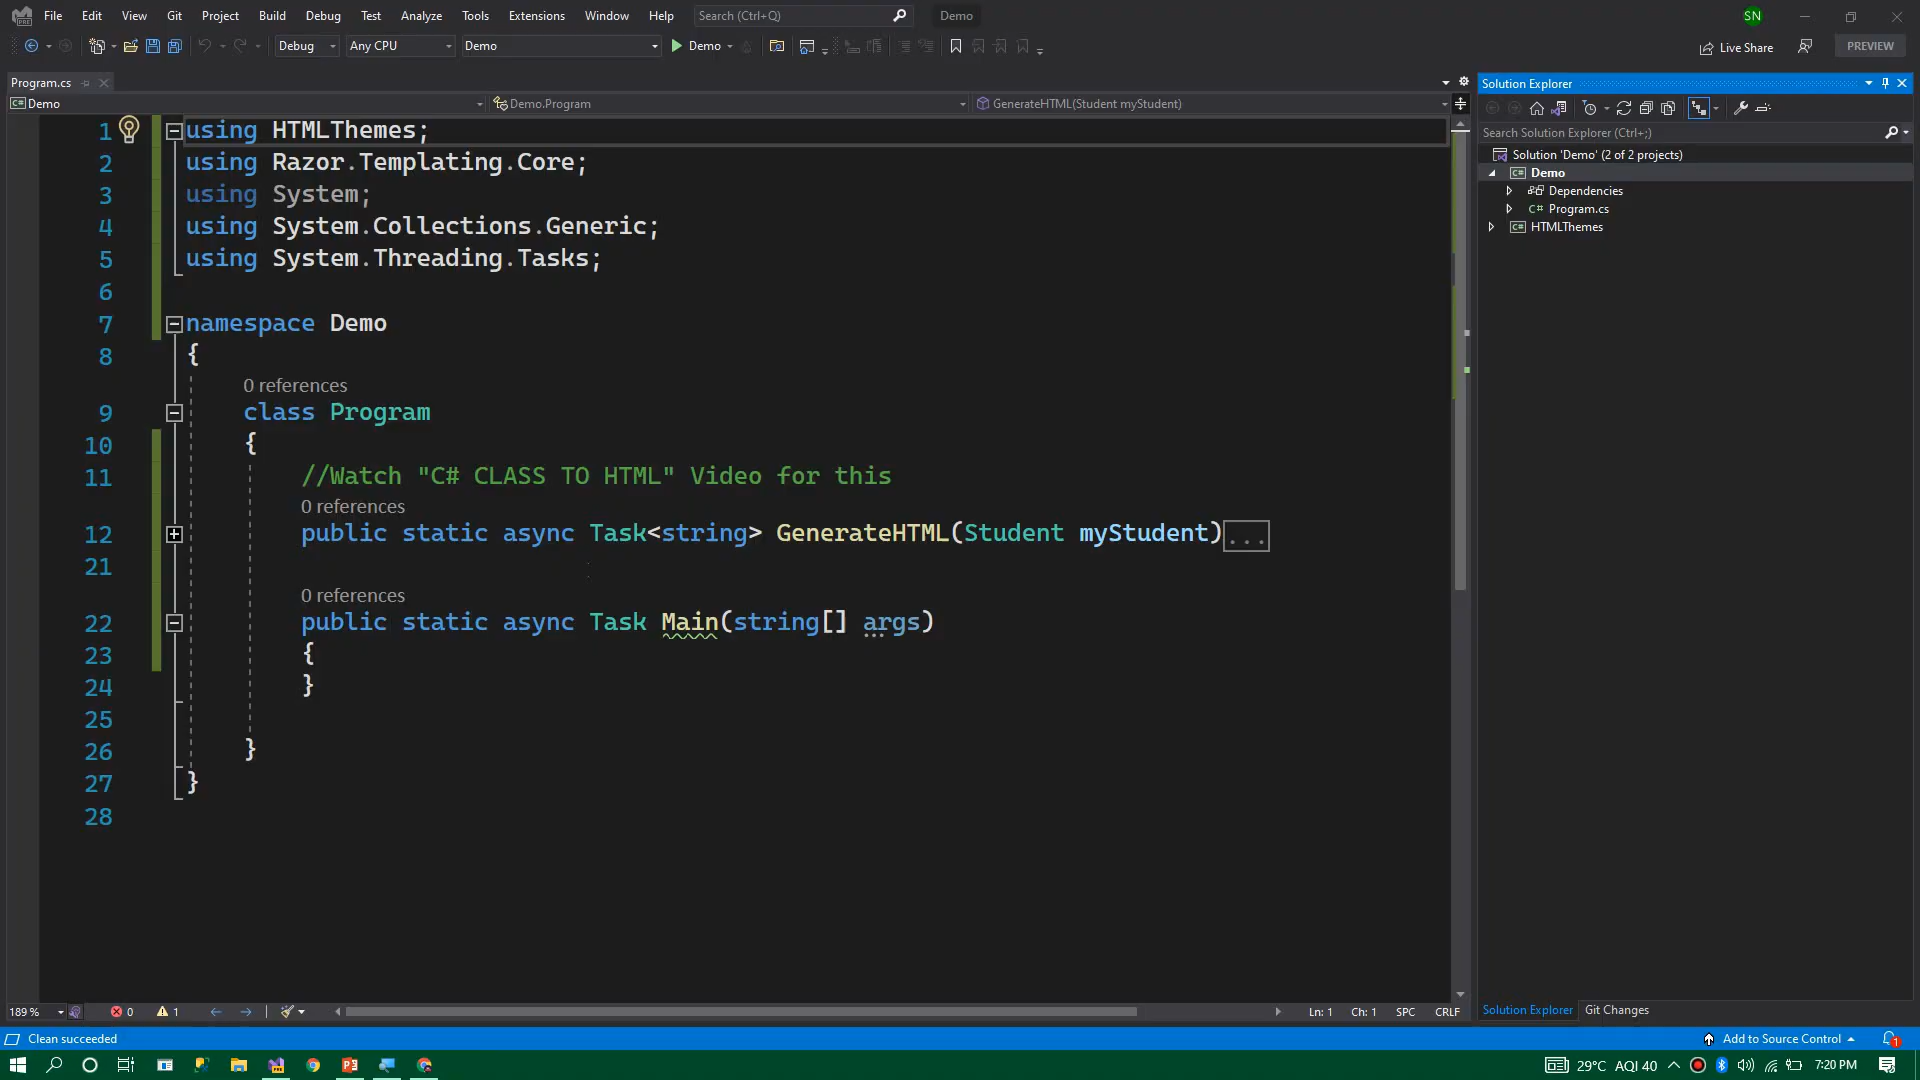 File Edit View Git Project Build Debug Test Analyze Tools Extensions Window Help Search (Ctrl+Q) Demo SN
Debug Any CPU Demo Demo Live Share PREVIEW
Program.cs
Demo Demo.Program GenerateHTML(Student myStudent)
1 using HTMLThemes;
2 using Razor.Templating.Core;
3 using System;
4 using System.Collections.Generic;
5 using System.Threading.Tasks;
6
7 namespace Demo
8 {
0 references
9 class Program
10 {
11 //Watch "C# CLASS TO HTML" Video for this
0 references
12 public static async Task<string> GenerateHTML(Student myStudent)...
21
0 references
22 public static async Task Main(string[] args)
23 {
24 }
25
26 }
27 }
28
189 % 0 1 Ln: 1 Ch: 1 SPC CRLF
Solution Explorer
Search Solution Explorer (Ctrl+;)
Solution 'Demo' (2 of 2 projects)
C# Demo
Dependencies
C# Program.cs
C# HTMLThemes
Solution Explorer Git Changes
Clean succeeded Add to Source Control 1
29°C AQI 40 7:20 PM